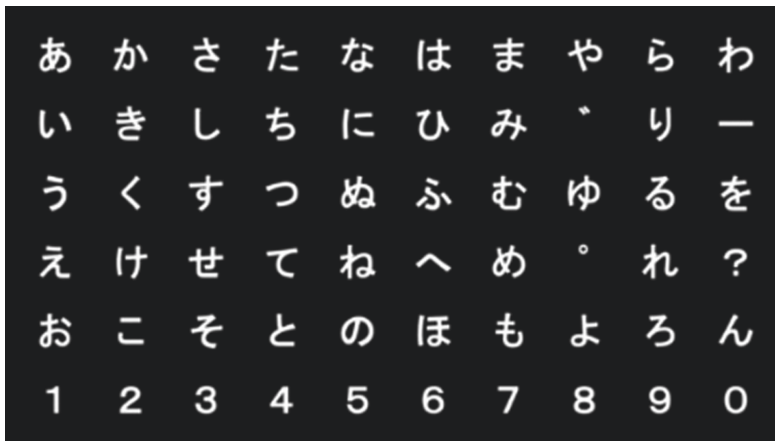 あ か さ た な は ま や ら わ
い き し ち に ひ み ゛ り ー
う く す つ ぬ ふ む ゆ る を
え け せ て ね へ め ゜ れ ?
お こ そ と の ほ も よ ろ ん
1 2 3 4 5 6 7 8 9 0